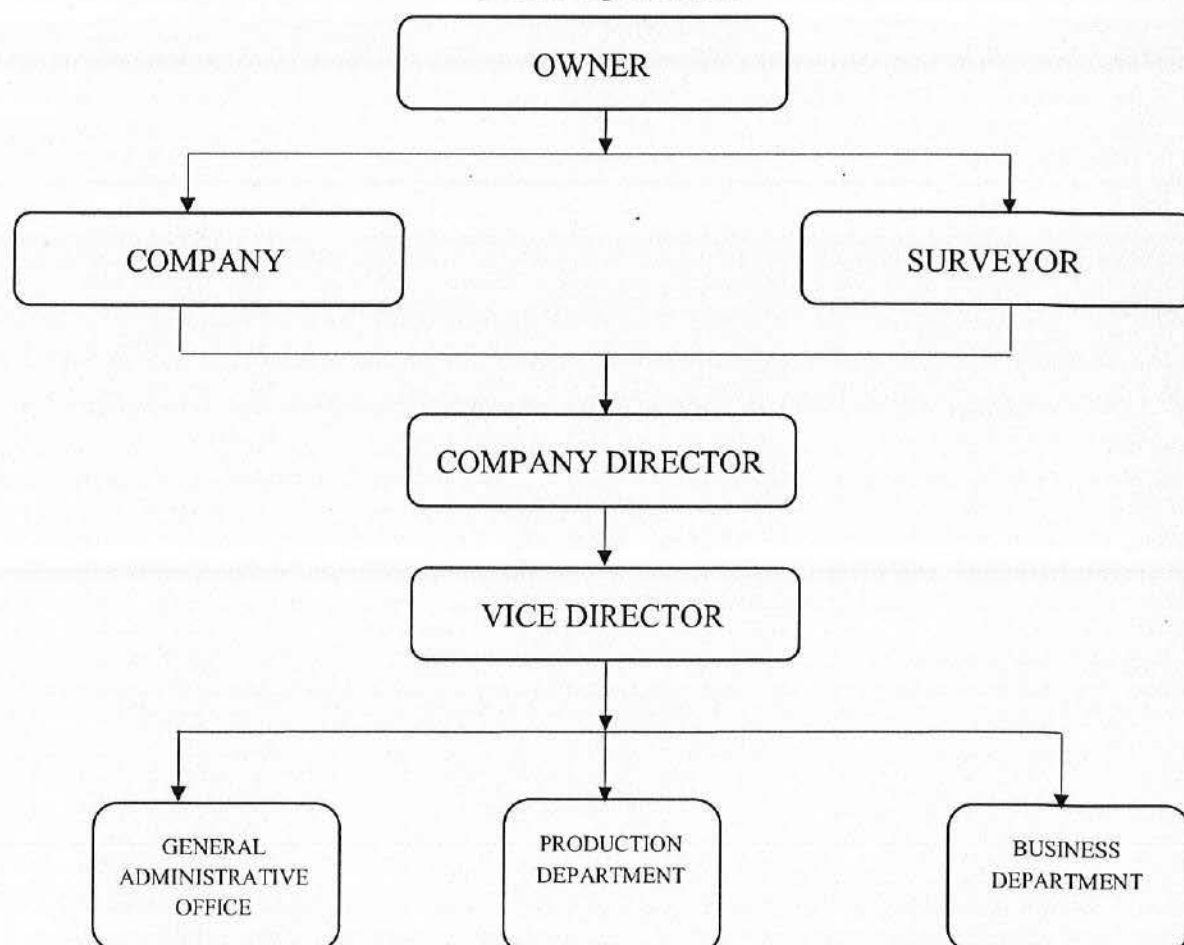 OWNER
COMPANY
SURVEYOR
COMPANY DIRECTOR
VICE DIRECTOR
GENERAL
ADMINISTRATIVE
OFFICE
PRODUCTION
DEPARTMENT
BUSINESS
DEPARTMENT